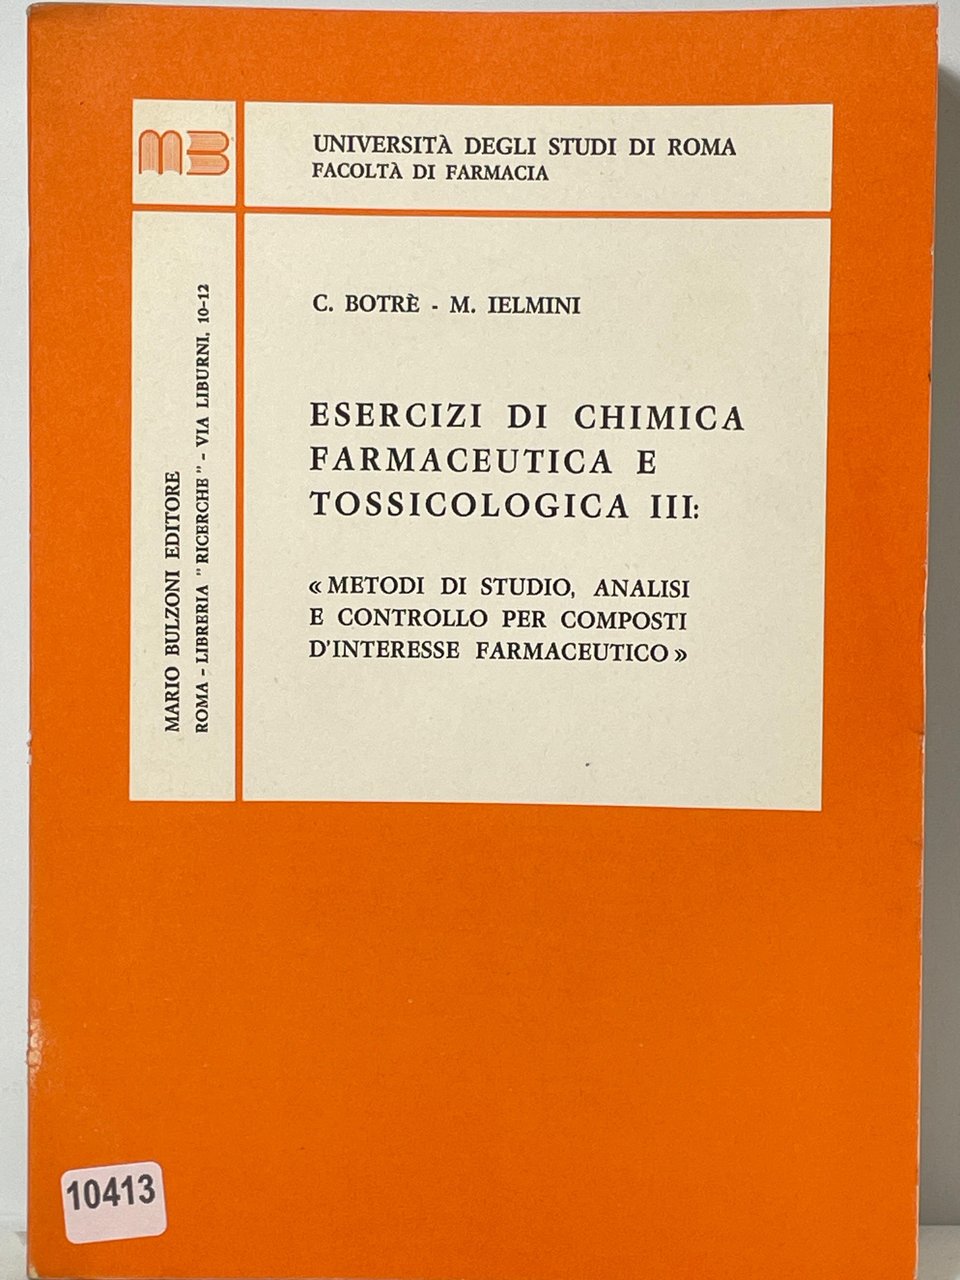 mB
UNIVERSITÀ DEGLI STUDI DI ROMA
FACOLTÀ DI FARMACIA
C. BOTRÈ - M. IELMINI
ESERCIZI DI CHIMICA
FARMACEUTICA E
TOSSICOLOGICA III:
«METODI DI STUDIO, ANALISI
E CONTROLLO PER COMPOSTI
D'INTERESSE FARMACEUTICO»
MARIO BULZONI EDITORE
ROMA - LIBRERIA "RICERCHE" - VIA LIBURNI, 10-12
10413